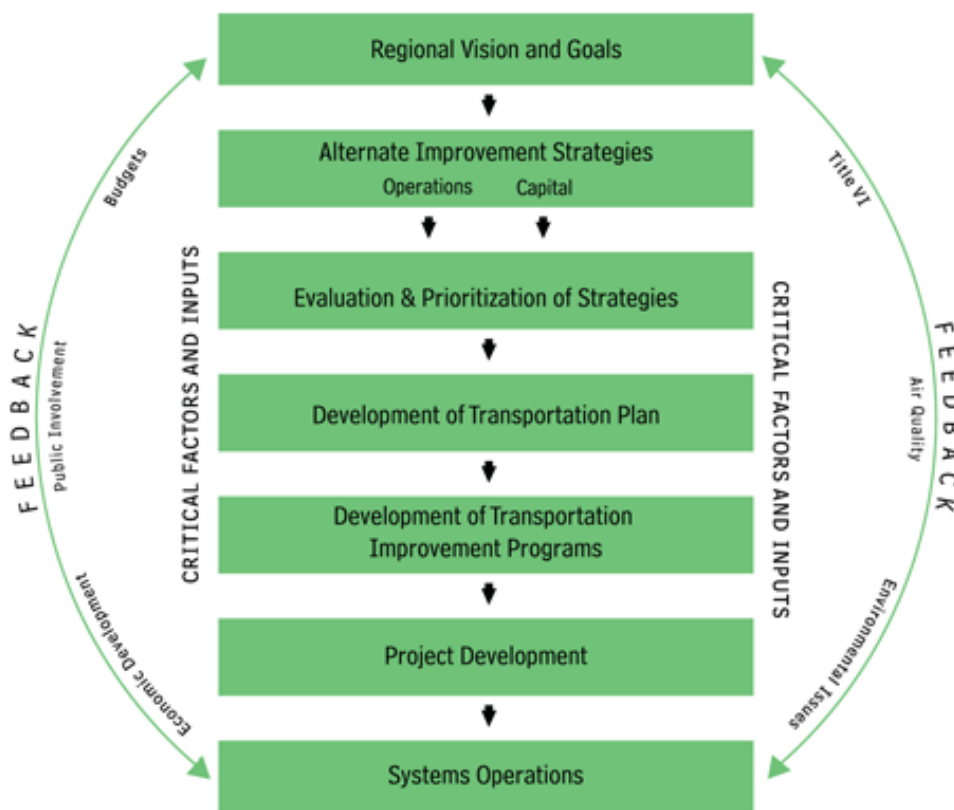 Regional Vision and Goals
Alternate Improvement Strategies
Operations Capital
Evaluation & Prioritization of Strategies
Development of Transportation Plan
Development of Transportation
Improvement Programs
Project Development
Systems Operations
FEEDBACK
Budgets
Public Involvement
Economic Development
CRITICAL FACTORS AND INPUTS
CRITICAL FACTORS AND INPUTS
Title VI
Air Quality
Environmental Issues
FEEDBACK